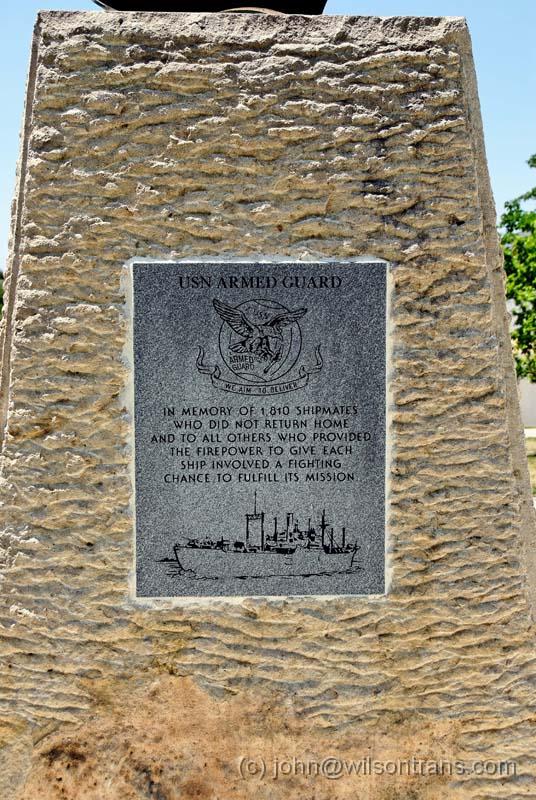 USN ARMED GUARD
USN
ARMED
GUARD
WE AIM TO DELIVER
IN MEMORY OF 1,810 SHIPMATES
WHO DID NOT RETURN HOME
AND TO ALL OTHERS WHO PROVIDED
THE FIREPOWER TO GIVE EACH
SHIP INVOLVED A FIGHTING
CHANCE TO FULFILL ITS MISSION.
(c) john@wilsontrans.com